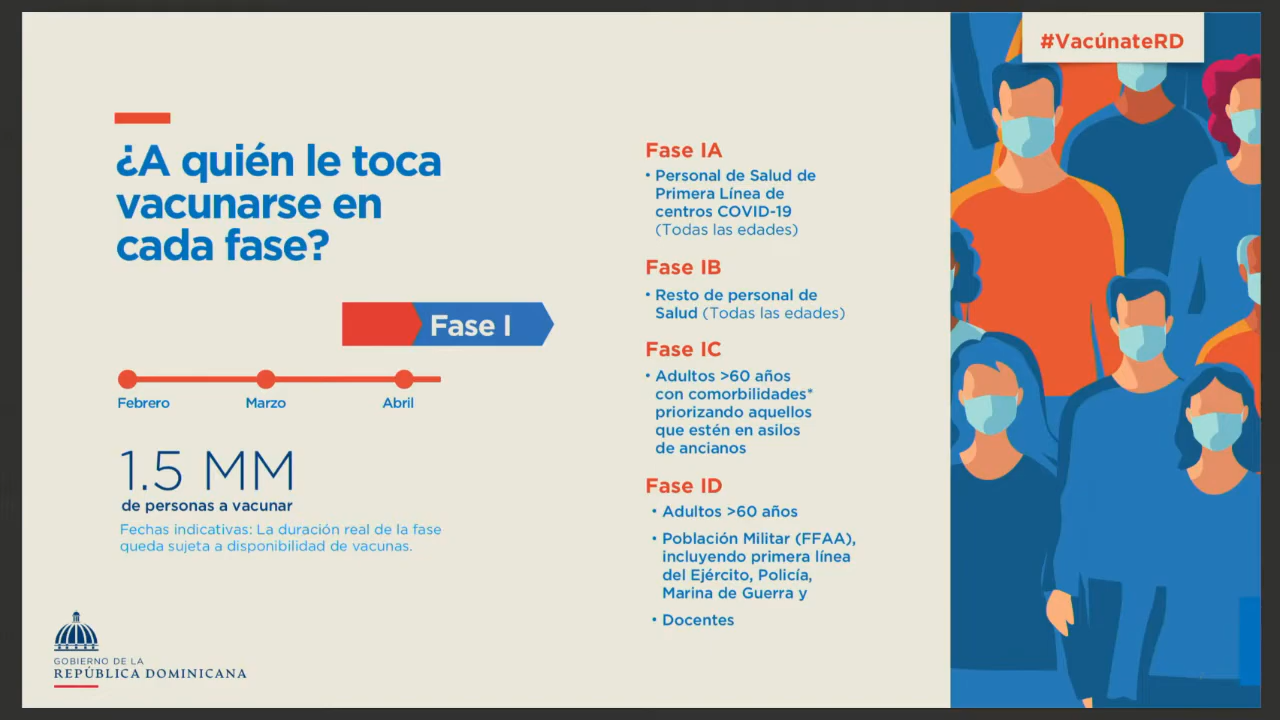 #VacúnateRD
¿A quién le toca
vacunarse en
cada fase?
Fase I
Febrero
Marzo
Abril
1.5 MM
de personas a vacunar
Fechas indicativas: La duración real de la fase
queda sujeta a disponibilidad de vacunas.
GOBIERNO DE LA
REPÚBLICA DOMINICANA
Fase IA
• Personal de Salud de
Primera Línea de
centros COVID-19
(Todas las edades)
Fase IB
• Resto de personal de
Salud (Todas las edades)
Fase IC
• Adultos >60 años
con comorbilidades*
priorizando aquellos
que estén en asilos
de ancianos
Fase ID
• Adultos >60 años
• Población Militar (FFAA),
incluyendo primera línea
del Ejército, Policía,
Marina de Guerra y
• Docentes